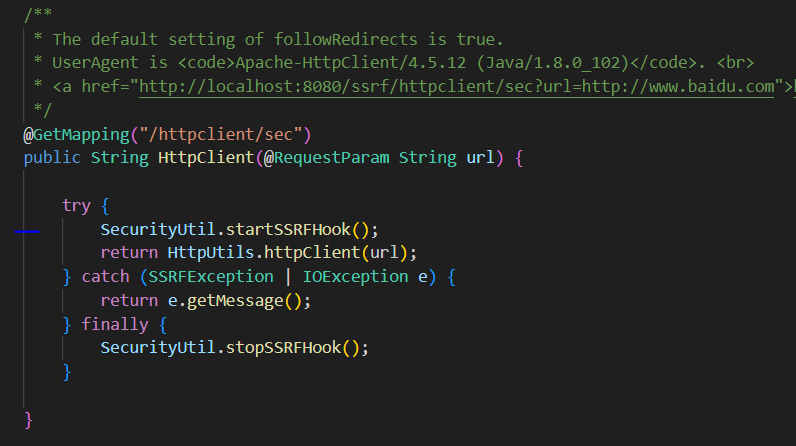 /**
* The default setting of followRedirects is true.
* UserAgent is <code>Apache-HttpClient/4.5.12 (Java/1.8.0_102)</code>. <br>
* <a href="http://localhost:8080/ssrf/httpclient/sec?url=http://www.baidu.com">
*/
@GetMapping("/httpclient/sec")
public String HttpClient(@RequestParam String url) {
try {
SecurityUtil.startSSRFHook();
return HttpUtils.httpClient(url);
} catch (SSRFException | IOException e) {
return e.getMessage();
} finally {
SecurityUtil.stopSSRFHook();
}
}